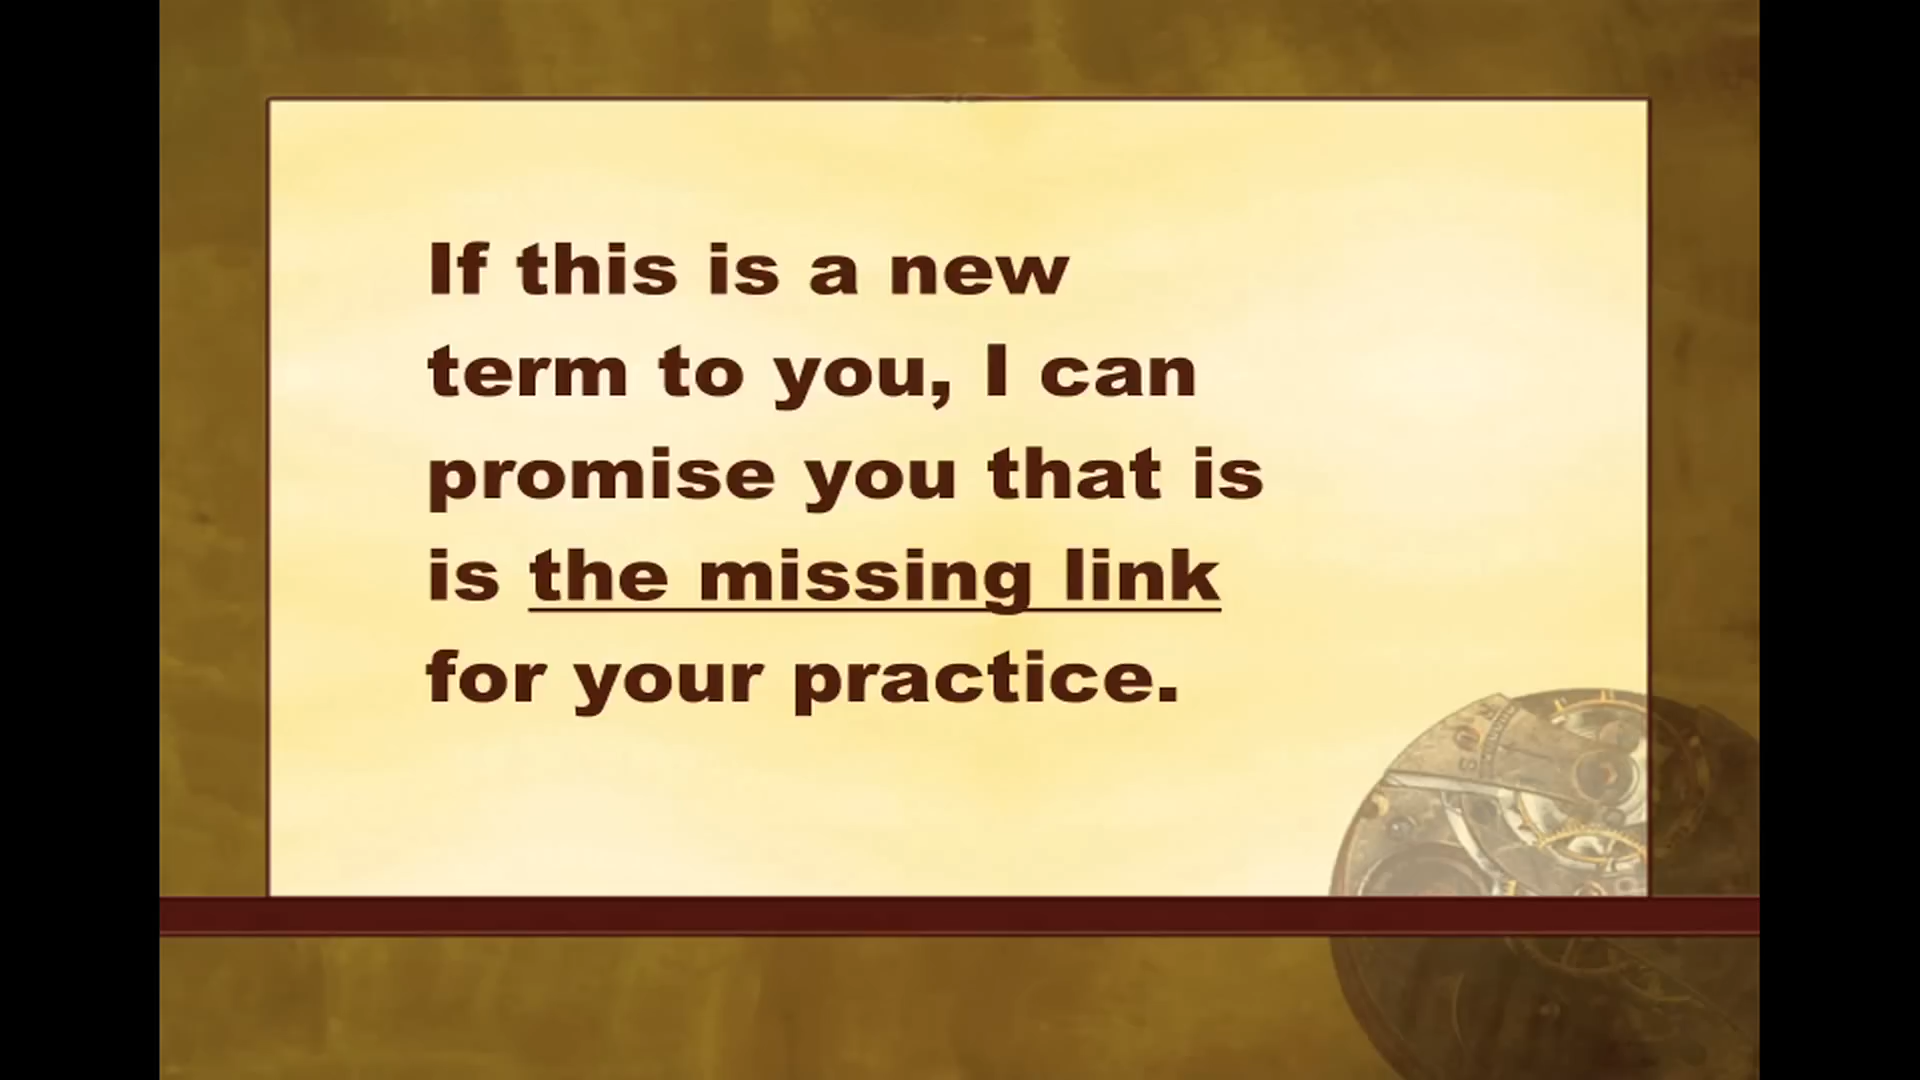 If this is a new
term to you, I can
promise you that is
is the missing link
for your practice.